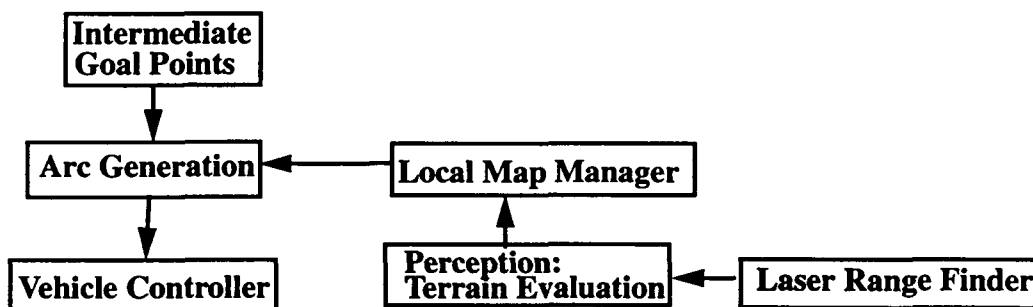 Intermediate
Goal Points
Arc Generation
Local Map Manager
Vehicle Controller
Perception:
Terrain Evaluation
Laser Range Finder